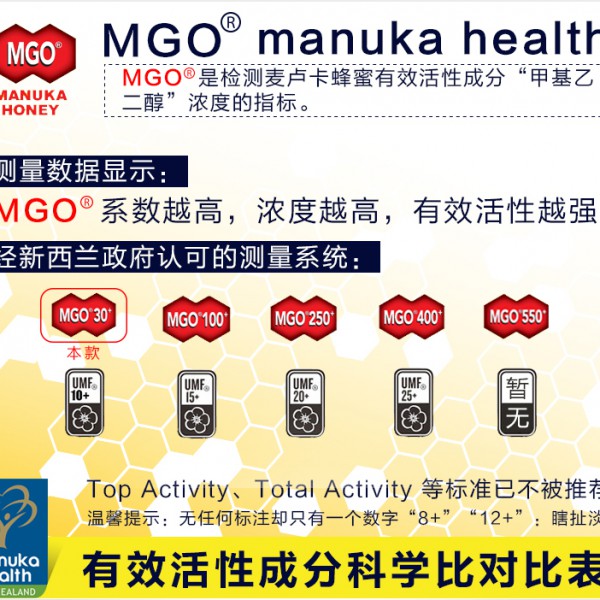 MGO®
MANUKA
HONEY
MGO® manuka health
MGO®是检测麦卢卡蜂蜜有效活性成分“甲基乙
二醇”浓度的指标。
测量数据显示：
MGO®系数越高，浓度越高，有效活性越强
经新西兰政府认可的测量系统：
MGO®30+ MGO®100+ MGO®250+ MGO®400+ MGO®550+
本款
UMF® 10+ UMF® 15+ UMF® 20+ UMF® 25+ 暂无
Top Activity、Total Activity 等标准已不被推荐
温馨提示：无任何标注却只有一个数字“8+”“12+”：瞎扯淡
anuka
ealth
ZEALAND
有效活性成分科学比对比表